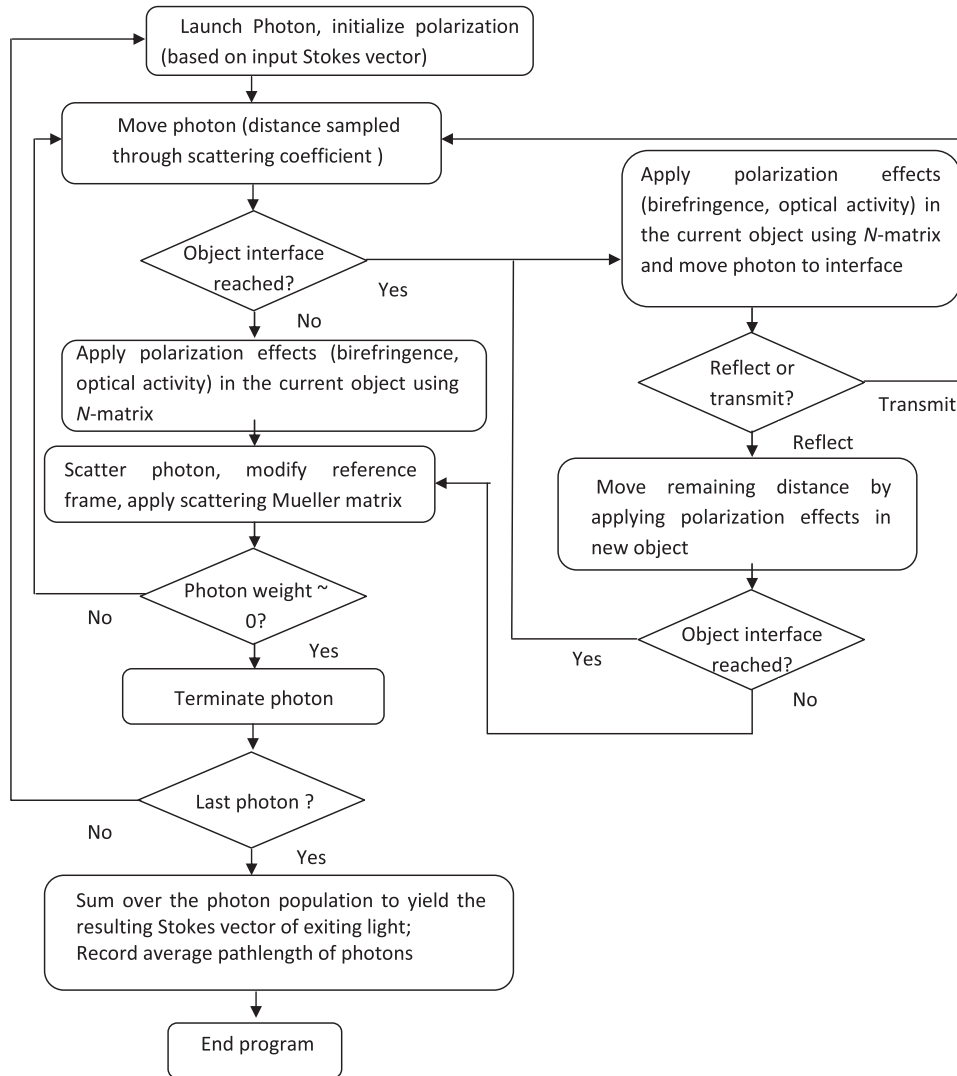 Launch Photon, initialize polarization
(based on input Stokes vector)
Move photon (distance sampled
through scattering coefficient )
Object interface
reached?
Yes
No
Apply polarization effects (birefringence,
optical activity) in the current object using
N-matrix
Scatter photon, modify reference
frame, apply scattering Mueller matrix
Photon weight ~
0?
No
Yes
Terminate photon
Last photon ?
No
Yes
Sum over the photon population to yield the
resulting Stokes vector of exiting light;
Record average pathlength of photons
End program
Apply polarization effects
(birefringence, optical activity) in
the current object using N-matrix
and move photon to interface
Reflect or
transmit?
Transmit
Reflect
Move remaining distance by
applying polarization effects in
new object
Object interface
reached?
Yes
No